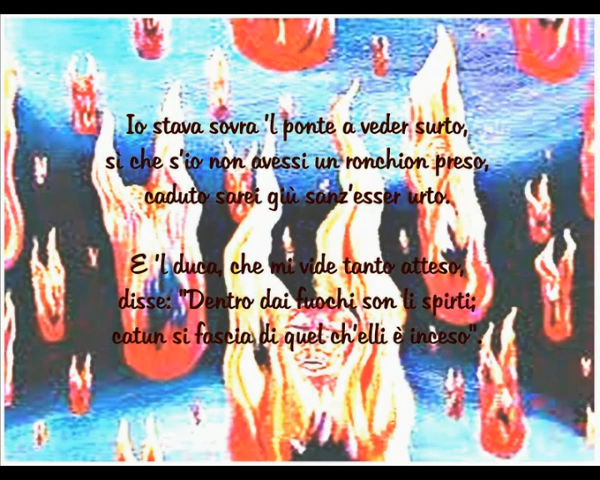 Io stava sovra 'l ponte a veder surto,
sì che s'io non avessi un ronchion preso,
caduto sarei giù sanz'esser urto.
E 'l duca, che mi vide tanto atteso,
disse: "Dentro dai fuochi son li spirti;
catun si fascia di quel ch'elli è inceso".